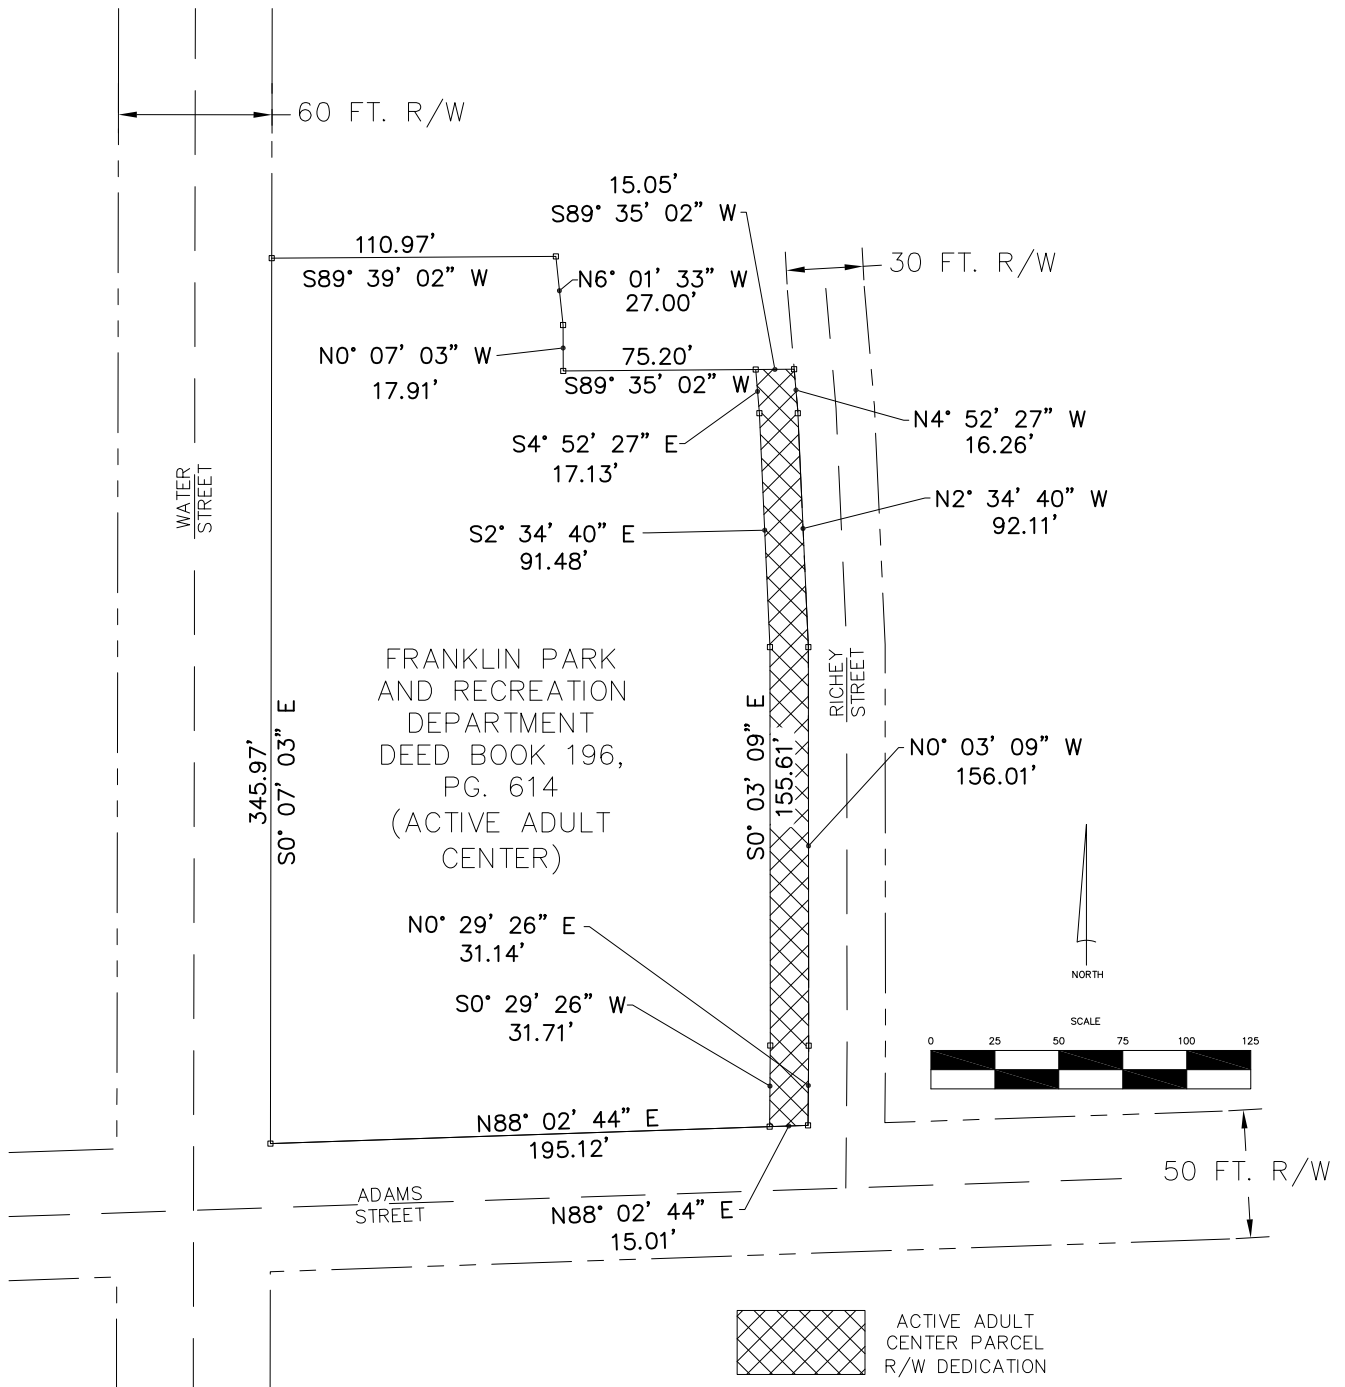 60 FT. R/W
15.05’
S89° 35’ 02” W
110.97’
S89° 39’ 02” W
N6° 01’ 33” W
27.00’
30 FT. R/W
N0° 07’ 03” W
17.91’
75.20’
S89° 35’ 02” W
N4° 52’ 27” W
16.26’
S4° 52’ 27” E
17.13’
WATER
STREET
N2° 34’ 40” W
92.11’
S2° 34’ 40” E
91.48’
FRANKLIN PARK
AND RECREATION
DEPARTMENT
DEED BOOK 196,
PG. 614
(ACTIVE ADULT
CENTER)
RICHEY
STREET
345.97’
S0° 07’ 03” E
S0° 03’ 09” E
155.61’
N0° 03’ 09” W
156.01’
N0° 29’ 26” E
31.14’
S0° 29’ 26” W
31.71’
NORTH
SCALE
0 25 50 75 100 125
N88° 02’ 44” E
195.12’
50 FT. R/W
ADAMS
STREET
N88° 02’ 44” E
15.01’
ACTIVE ADULT
CENTER PARCEL
R/W DEDICATION